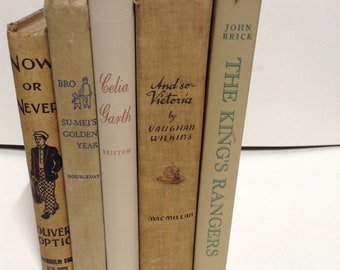 NOW
OR
NEVER
OLIVER
OPTIC
BRO
SU-MEI'S
GOLDEN
YEAR
DOUBLEDAY
Celia
Garth
BRISTOW
And so-
Victoria
by
VAUGHAN
WILKINS
MACMILLAN
JOHN
BRICK
THE KING'S RANGERS